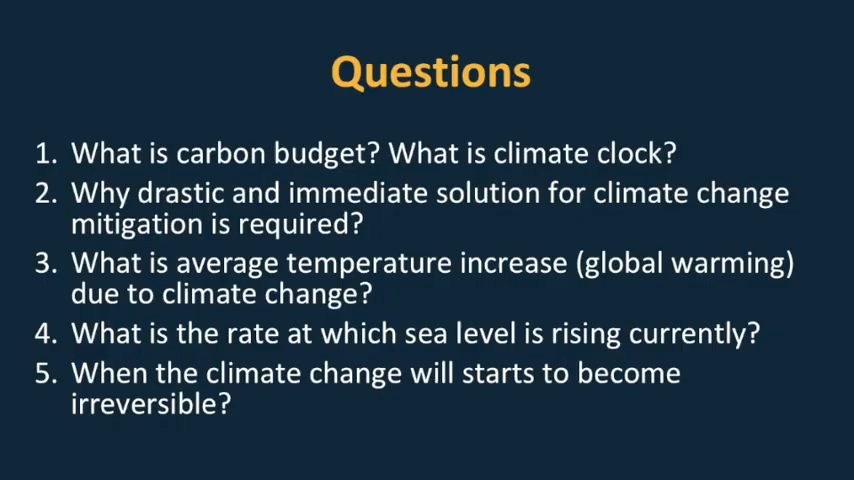 Questions
1. What is carbon budget? What is climate clock?
2. Why drastic and immediate solution for climate change
mitigation is required?
3. What is average temperature increase (global warming)
due to climate change?
4. What is the rate at which sea level is rising currently?
5. When the climate change will starts to become
irreversible?